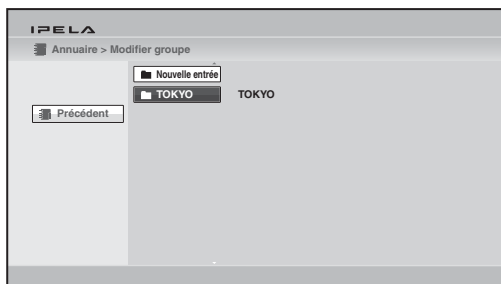 IPELA
Annuaire > Modifier groupe
Nouvelle entrée
TOKYO TOKYO
Précédent